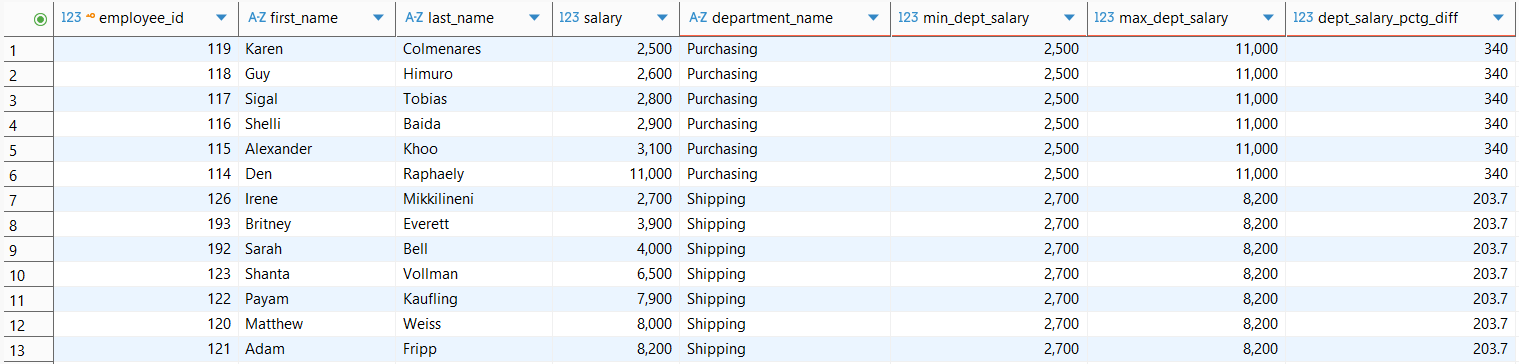 123 employee_id A-Z first_name A-Z last_name 123 salary A-Z department_name 123 min_dept_salary 123 max_dept_salary 123 dept_salary_pctg_diff
1 119 Karen Colmenares 2,500 Purchasing 2,500 11,000 340
2 118 Guy Himuro 2,600 Purchasing 2,500 11,000 340
3 117 Sigal Tobias 2,800 Purchasing 2,500 11,000 340
4 116 Shelli Baida 2,900 Purchasing 2,500 11,000 340
5 115 Alexander Khoo 3,100 Purchasing 2,500 11,000 340
6 114 Den Raphaely 11,000 Purchasing 2,500 11,000 340
7 126 Irene Mikkilineni 2,700 Shipping 2,700 8,200 203.7
8 193 Britney Everett 3,900 Shipping 2,700 8,200 203.7
9 192 Sarah Bell 4,000 Shipping 2,700 8,200 203.7
10 123 Shanta Vollman 6,500 Shipping 2,700 8,200 203.7
11 122 Payam Kaufling 7,900 Shipping 2,700 8,200 203.7
12 120 Matthew Weiss 8,000 Shipping 2,700 8,200 203.7
13 121 Adam Fripp 8,200 Shipping 2,700 8,200 203.7